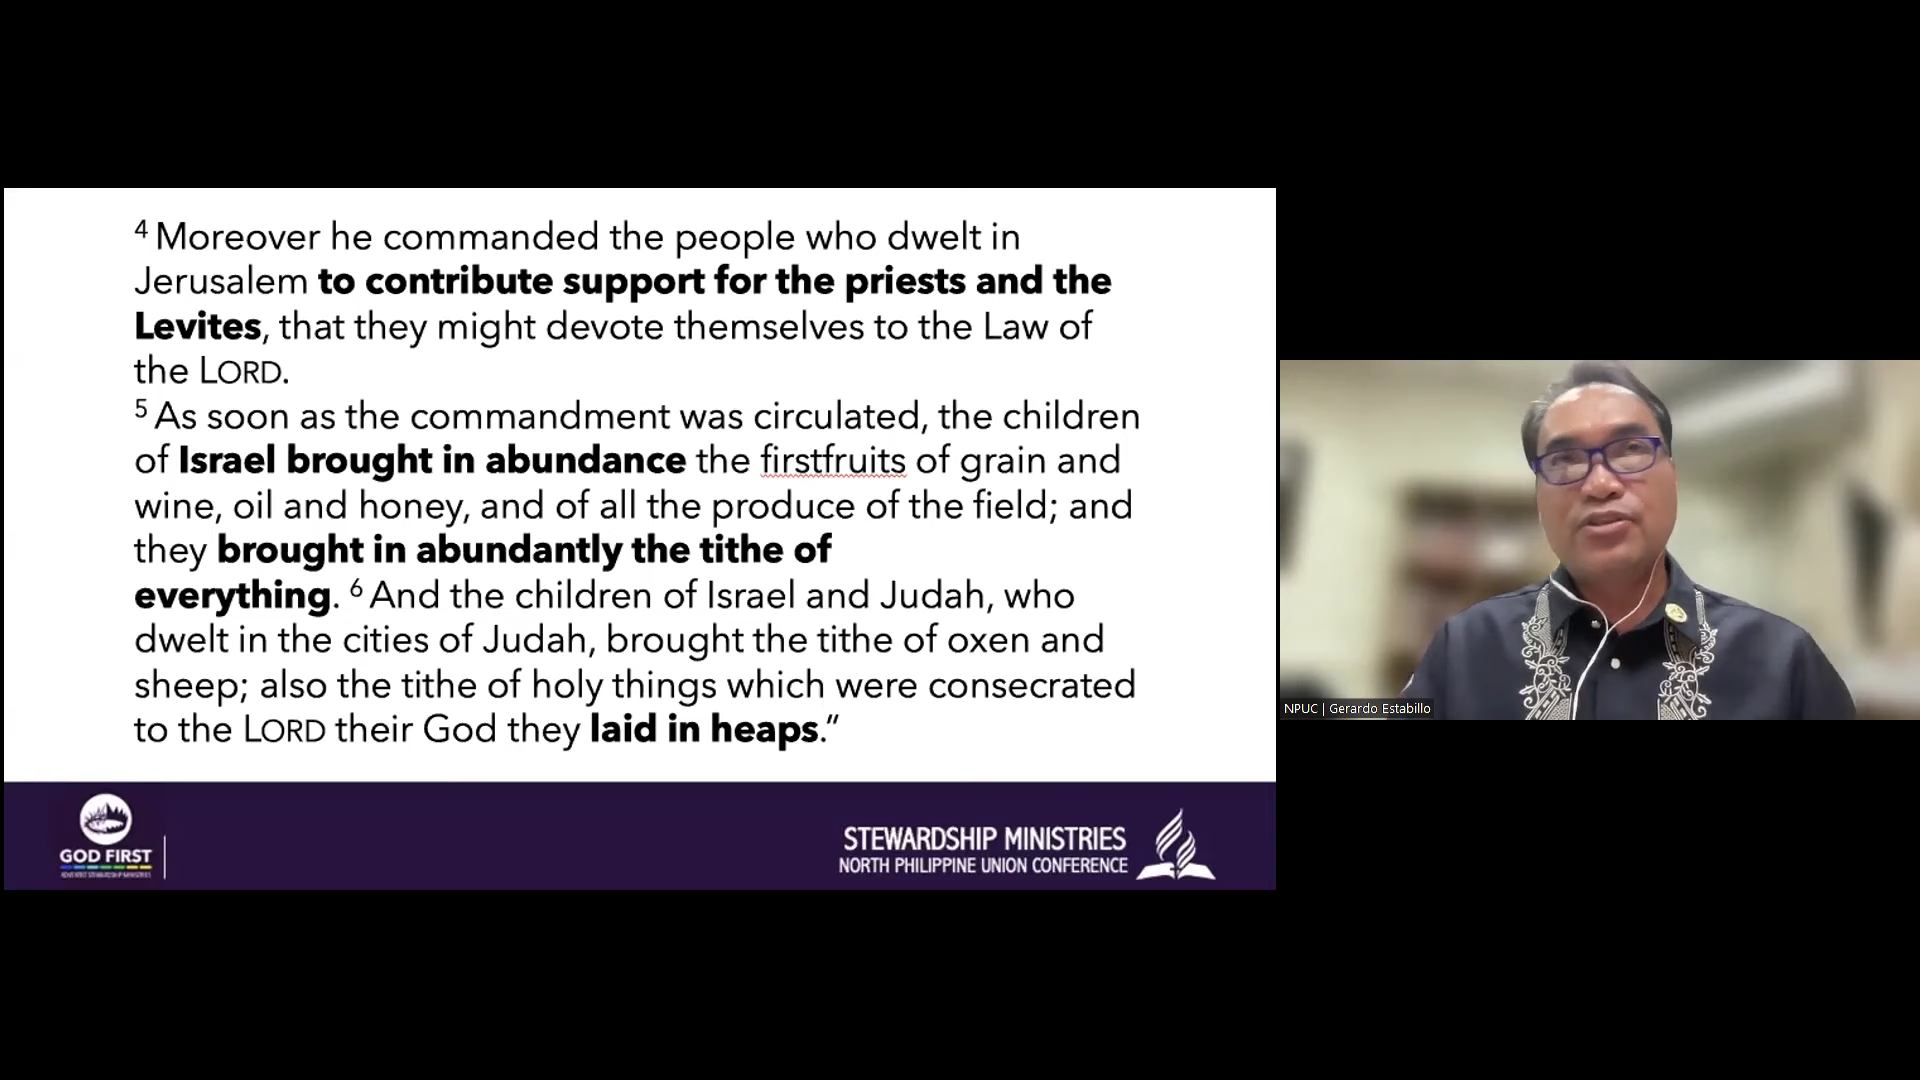 4 Moreover he commanded the people who dwelt in
Jerusalem to contribute support for the priests and the
Levites, that they might devote themselves to the Law of
the LORD.
5 As soon as the commandment was circulated, the children
of Israel brought in abundance the firstfruits of grain and
wine, oil and honey, and of all the produce of the field; and
they brought in abundantly the tithe of
everything. 6 And the children of Israel and Judah, who
dwelt in the cities of Judah, brought the tithe of oxen and
sheep; also the tithe of holy things which were consecrated
to the LORD their God they laid in heaps.”
GOD FIRST
ADVENTIST STEWARDSHIP MINISTRIES
STEWARDSHIP MINISTRIES
NORTH PHILIPPINE UNION CONFERENCE
NPUC | Gerardo Estabillo